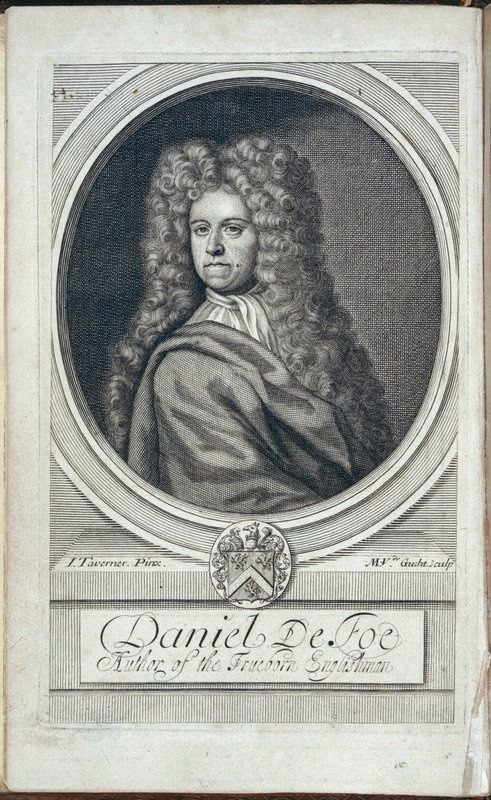 I. Taverner. Pinx.
M. V.dr Gucht. Sculp
Daniel De Foe
Author of the Trueborn Englishman